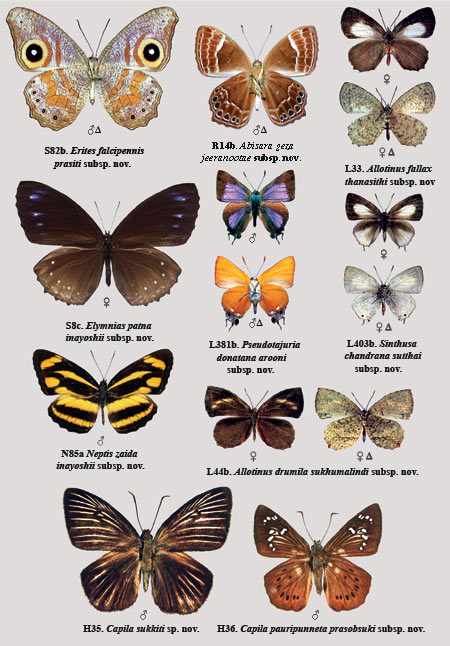 ♂Δ
S82b. Erites falcipennis
prasiti subsp. nov.
♂Δ
R14b. Abisara geza
jeeranootae subsp. nov.
♀
♀Δ
L33. Allotinus fallax
thanasithi subsp. nov
♀
S8c. Elymnias patna
inayoshii subsp. nov.
♂
♂Δ
L381b. Pseudotajuria
donatana arooni
subsp. nov.
♀
♀Δ
L403b. Sinthusa
chandrana sutthai
subsp. nov.
♂
N85a Neptis zaida
inayoshii subsp. nov.
♀
♀Δ
L44b. Allotinus drumila sukhumalindi subsp. nov.
♂
H35. Capila sukkiti sp. nov.
♂
H36. Capila pauripunneta prasobsuki subsp. nov.